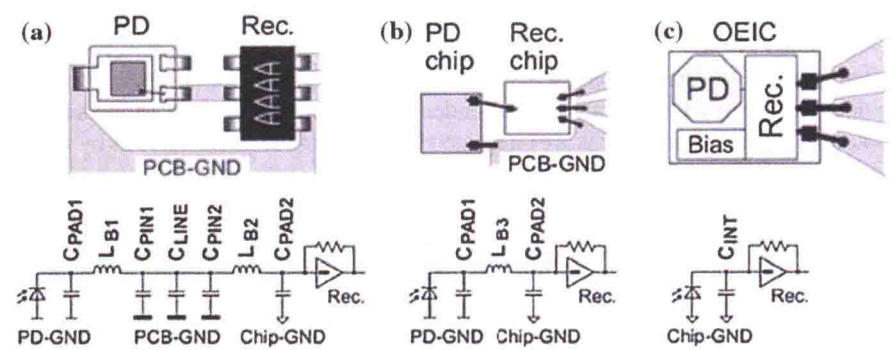 (a) PD Rec. (b) PD chip Rec. chip (c) OEIC
AAAA
PD Rec.
Bias
PCB-GND PCB-GND
CPAD1 LB1 CPIN1 CLINE CPIN2 LB2 CPAD2 CPAD1 LB3 CPAD2 CINT
Rec. Rec. Rec.
PD-GND PCB-GND Chip-GND PD-GND Chip-GND Chip-GND